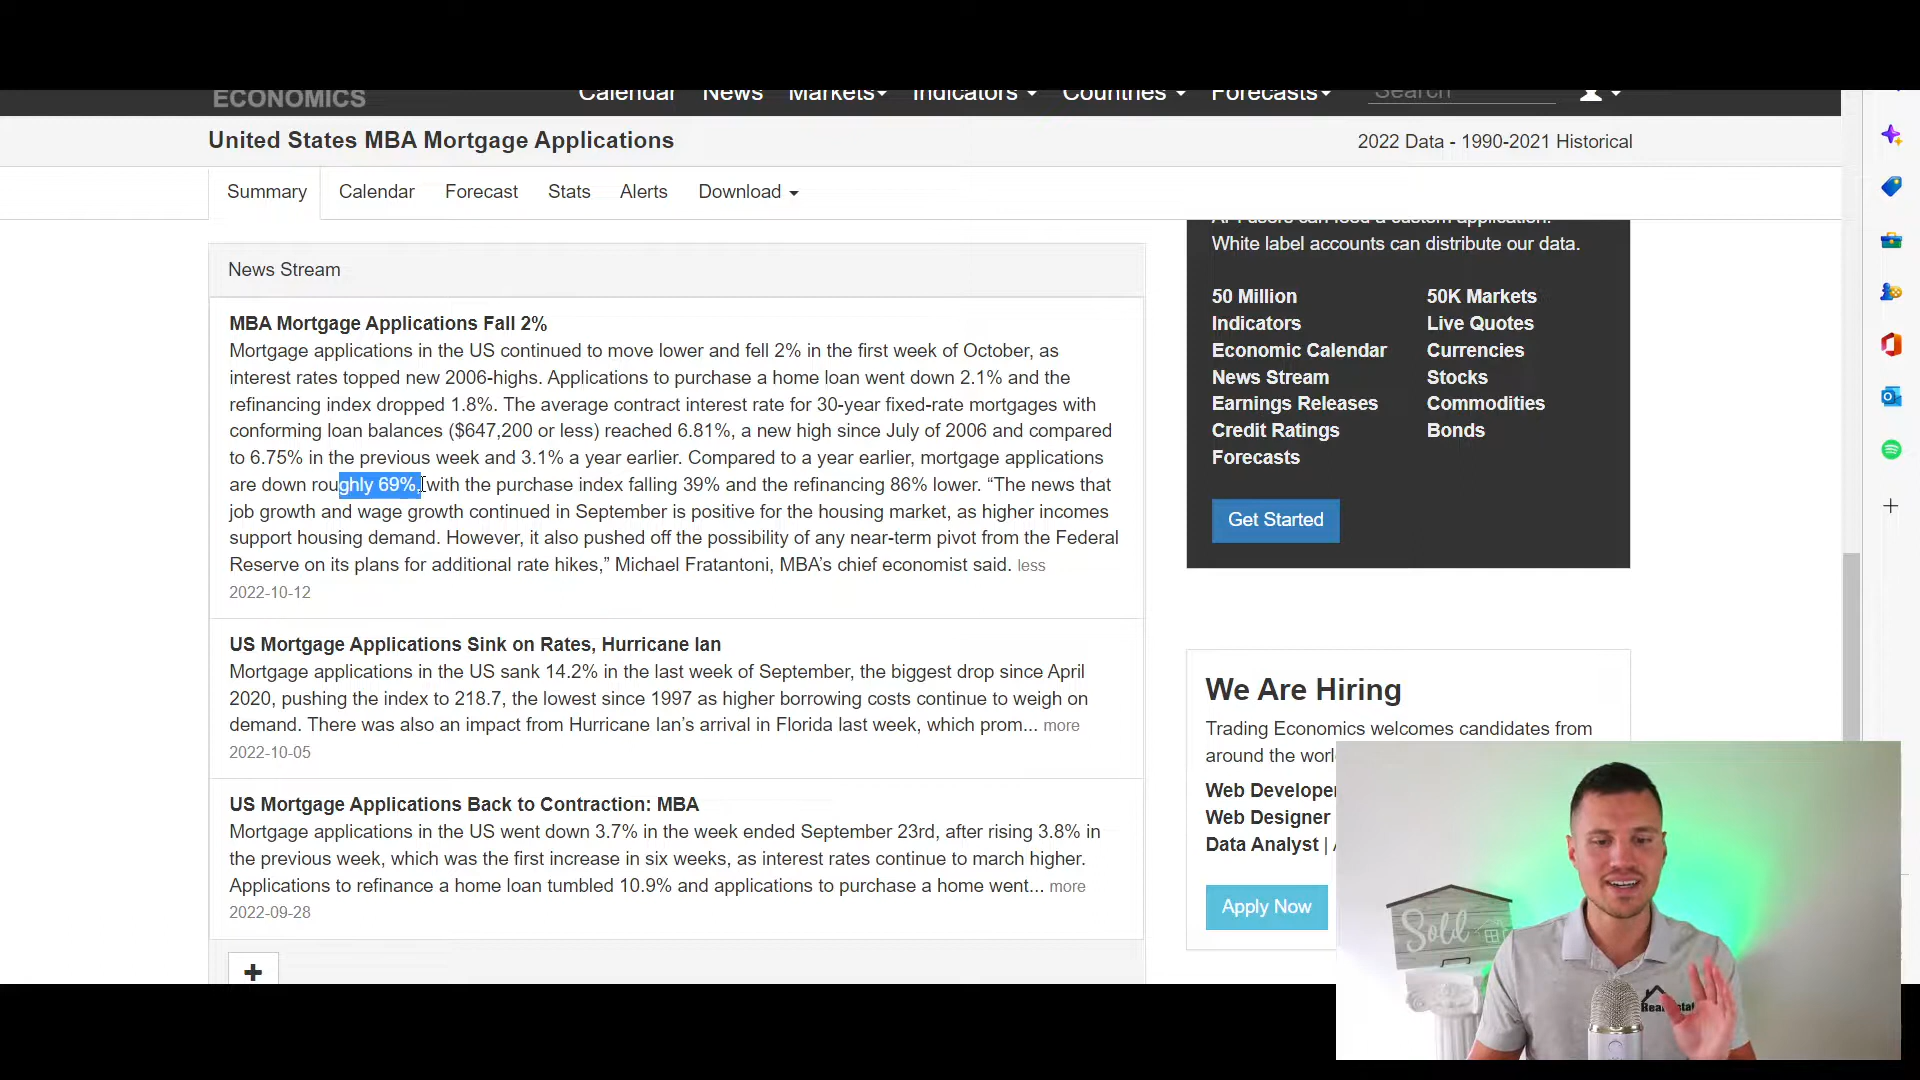 ECONOMICS
Calendar News Markets Indicators Countries Forecasts Search
United States MBA Mortgage Applications
2022 Data - 1990-2021 Historical
Summary Calendar Forecast Stats Alerts Download
News Stream
MBA Mortgage Applications Fall 2%
Mortgage applications in the US continued to move lower and fell 2% in the first week of October, as
interest rates topped new 2006-highs. Applications to purchase a home loan went down 2.1% and the
refinancing index dropped 1.8%. The average contract interest rate for 30-year fixed-rate mortgages with
conforming loan balances ($647,200 or less) reached 6.81%, a new high since July of 2006 and compared
to 6.75% in the previous week and 3.1% a year earlier. Compared to a year earlier, mortgage applications
are down roughly 69%, with the purchase index falling 39% and the refinancing 86% lower. “The news that
job growth and wage growth continued in September is positive for the housing market, as higher incomes
support housing demand. However, it also pushed off the possibility of any near-term pivot from the Federal
Reserve on its plans for additional rate hikes,” Michael Fratantoni, MBA’s chief economist said. less
2022-10-12
US Mortgage Applications Sink on Rates, Hurricane Ian
Mortgage applications in the US sank 14.2% in the last week of September, the biggest drop since April
2020, pushing the index to 218.7, the lowest since 1997 as higher borrowing costs continue to weigh on
demand. There was also an impact from Hurricane Ian’s arrival in Florida last week, which prom... more
2022-10-05
US Mortgage Applications Back to Contraction: MBA
Mortgage applications in the US went down 3.7% in the week ended September 23rd, after rising 3.8% in
the previous week, which was the first increase in six weeks, as interest rates continue to march higher.
Applications to refinance a home loan tumbled 10.9% and applications to purchase a home went... more
2022-09-28
API users can feed a custom application.
White label accounts can distribute our data.
50 Million
Indicators
Economic Calendar
News Stream
Earnings Releases
Credit Ratings
Forecasts
50K Markets
Live Quotes
Currencies
Stocks
Commodities
Bonds
Get Started
We Are Hiring
Trading Economics welcomes candidates from
around the worl
Web Developer
Web Designer
Data Analyst |
Apply Now
Sold